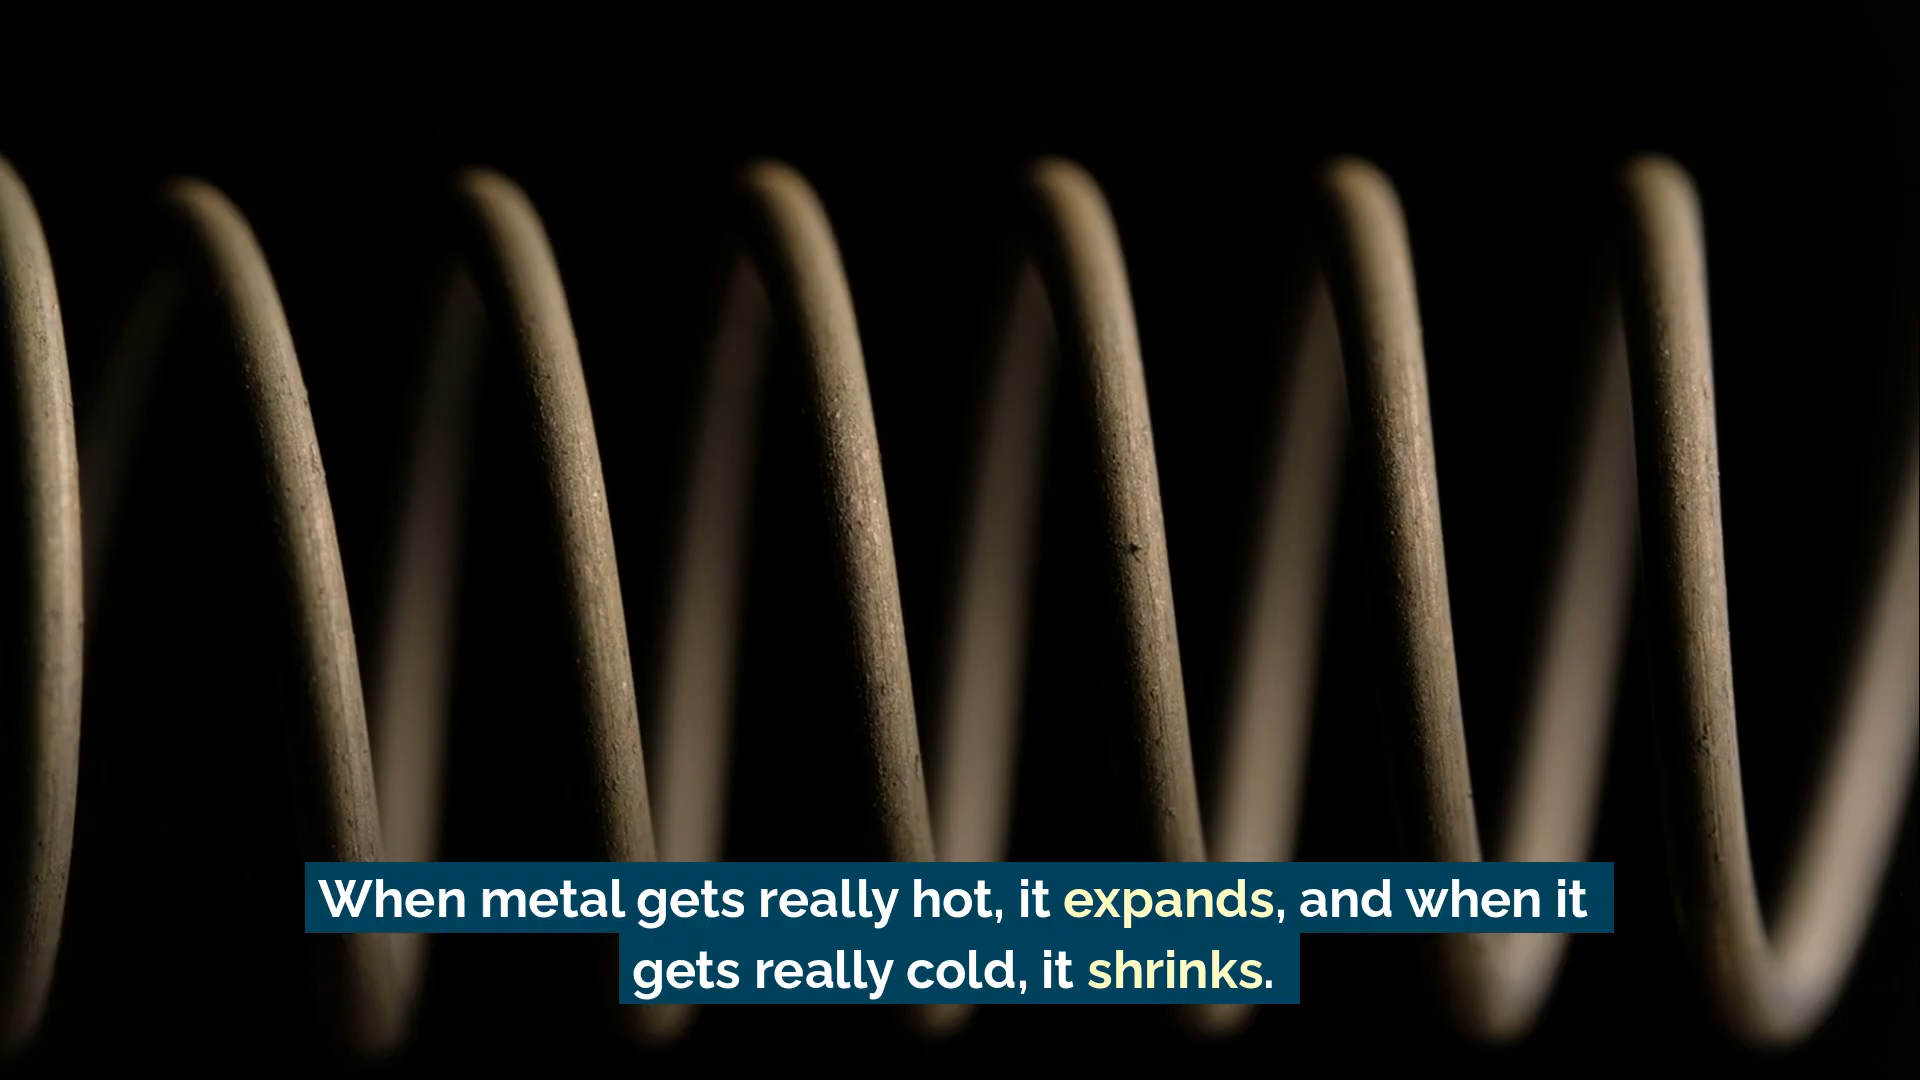 When metal gets really hot, it expands, and when it
gets really cold, it shrinks.